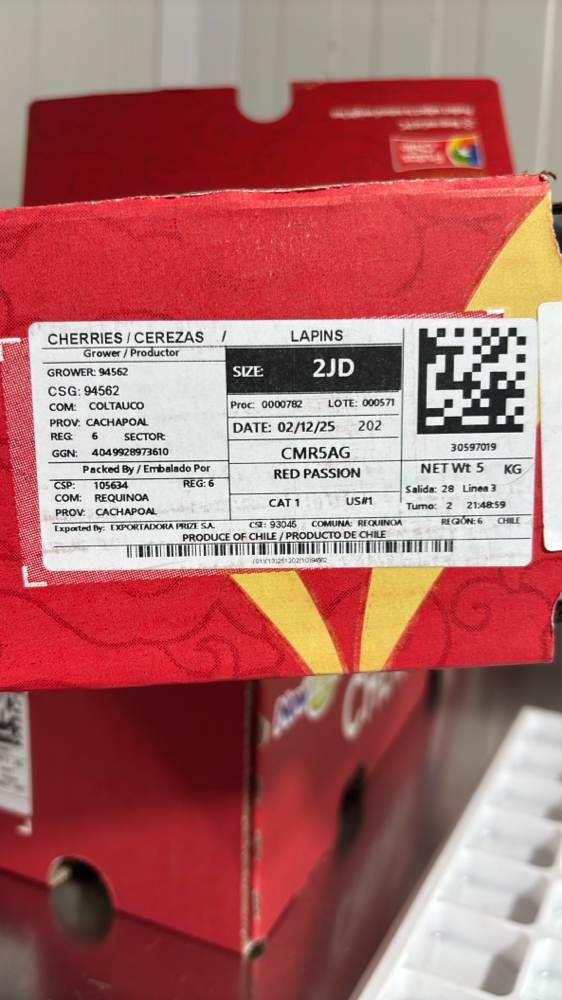 CHERRIES / CEREZAS / LAPINS
Grower / Productor
GROWER: 94562
CSG: 94562
COM: COLTAUCO
PROV: CACHAPOAL
REG: 6 SECTOR:
GGN: 4049928973610
Packed By / Embalado Por
CSP: 105634 REG: 6
COM: REQUINOA
PROV: CACHAPOAL
SIZE: 2JD
Proc: 0000782 LOTE: 000571
DATE: 02/12/25 202
CMR5AG
RED PASSION
CAT 1 US#1
30597019
NET Wt 5 KG
Salida: 28 Linea 3
Turno: 2 21:48:59
Exported By: EXPORTADORA PRIZE S.A. CSE: 93045 COMUNA: REQUINOA REGIÓN: 6 CHILE
PRODUCE OF CHILE / PRODUCTO DE CHILE